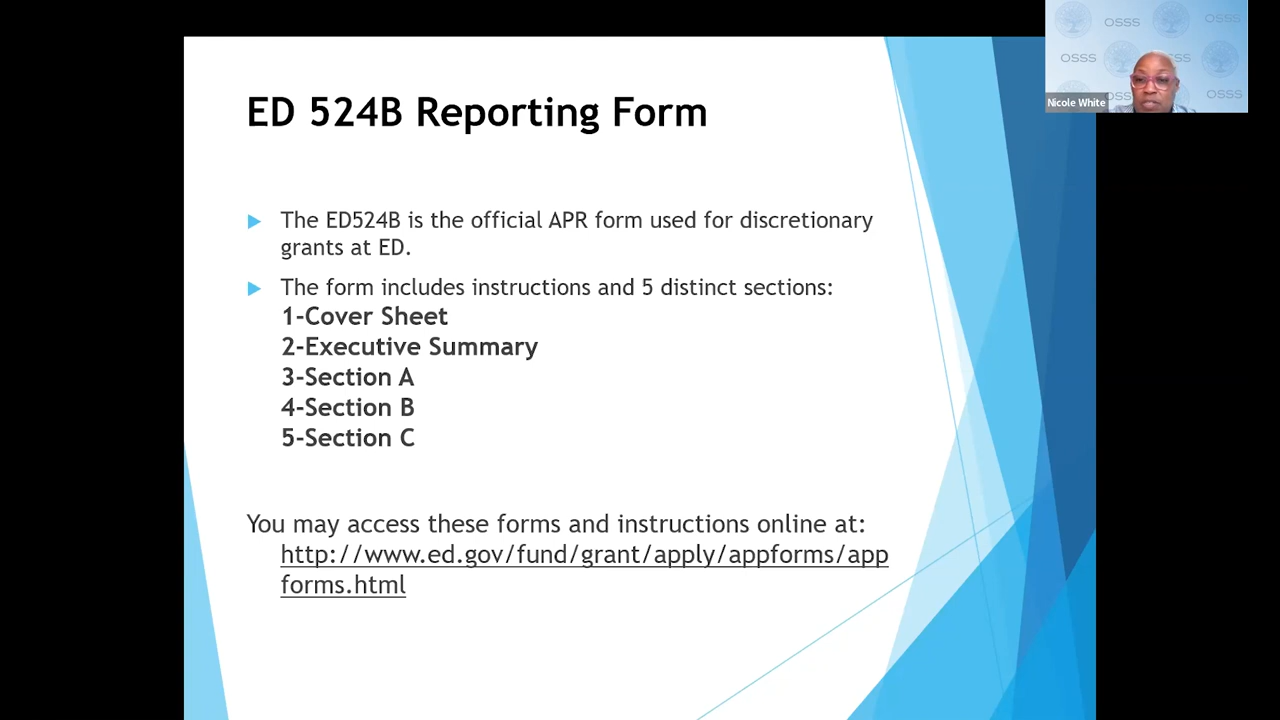 ED 524B Reporting Form
The ED524B is the official APR form used for discretionary
grants at ED.
The form includes instructions and 5 distinct sections:
1-Cover Sheet
2-Executive Summary
3-Section A
4-Section B
5-Section C
You may access these forms and instructions online at:
http://www.ed.gov/fund/grant/apply/appforms/app
forms.html
OSSS
OSSS
OSSS
OSSS
Nicole White